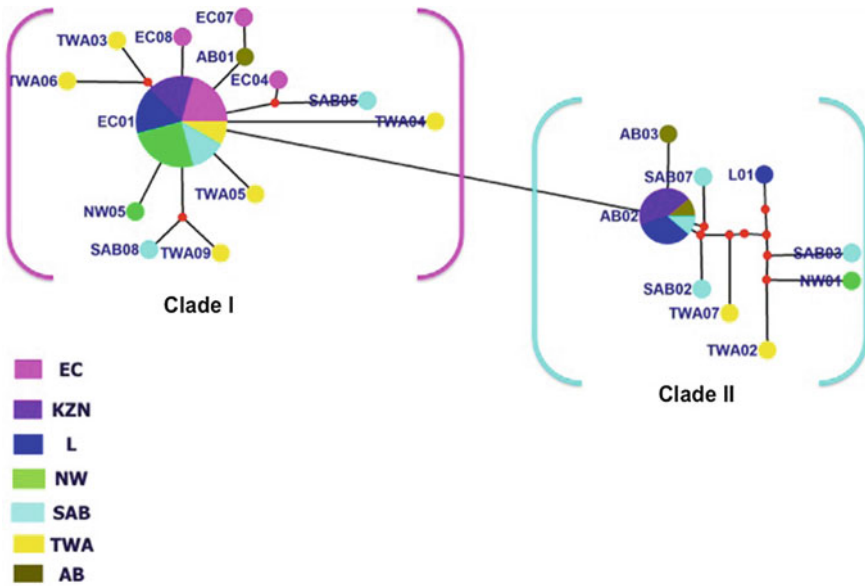 EC07
EC08
TWA03
AB01
TWA06
EC04
SAB05
EC01
TWA04
AB03
SAB07
L01
TWA05
NW05
AB02
SAB08
TWA09
SAB03
NW01
SAB02
TWA07
Clade I
TWA02
Clade II
EC
KZN
L
NW
SAB
TWA
AB